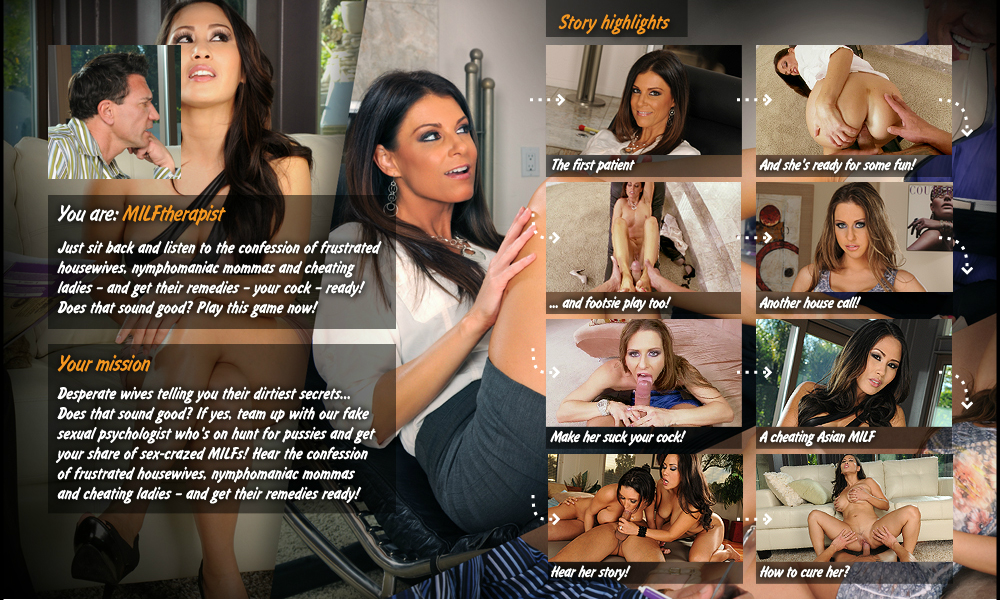 You are: MILFtherapist
Just sit back and listen to the confession of frustrated
housewives, nymphomaniac mommas and cheating
ladies – and get their remedies – your cock – ready!
Does that sound good? Play this game now!
Your mission
Desperate wives telling you their dirtiest secrets...
Does that sound good? If yes, team up with our fake
sexual psychologist who's on hunt for pussies and get
your share of sex-crazed MILFs! Hear the confession
of frustrated housewives, nymphomaniac mommas
and cheating ladies – and get their remedies ready!
Story highlights
The first patient
And she's ready for some fun!
... and footsie play too!
Another house call!
Make her suck your cock!
A cheating Asian MILF
Hear her story!
How to cure her?